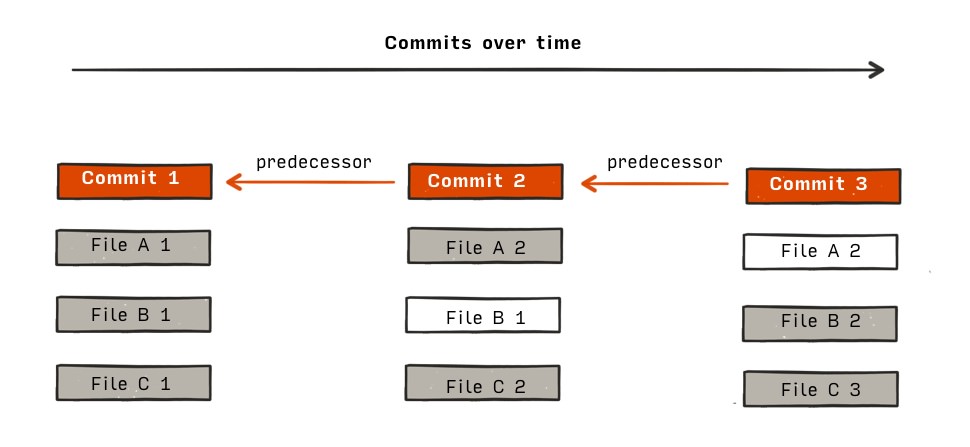 Commits over time
predecessor
predecessor
Commit 1
Commit 2
Commit 3
File A 1
File A 2
File A 2
File B 1
File B 1
File B 2
File C 1
File C 2
File C 3